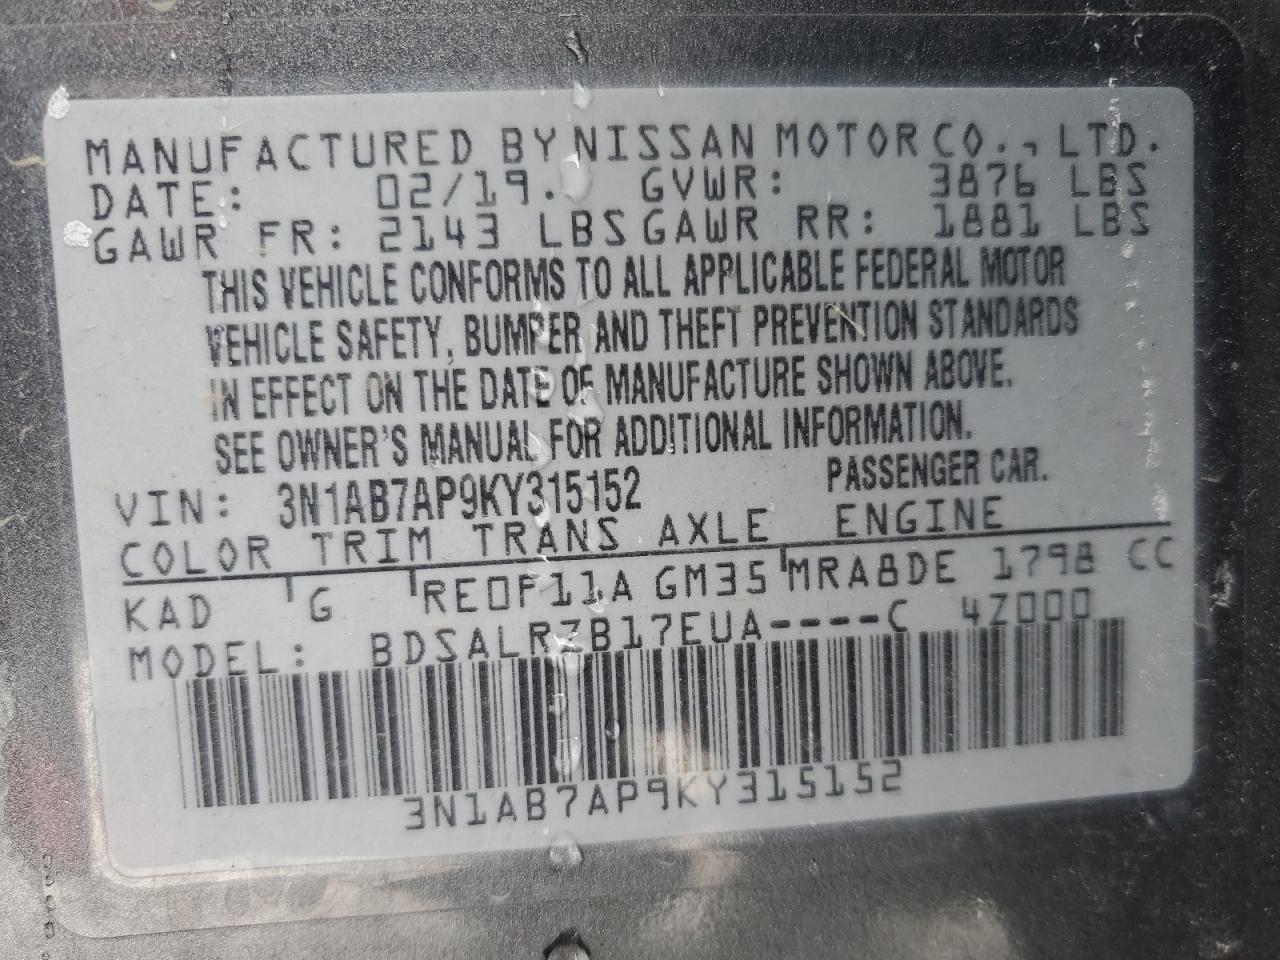 MANUFACTURED BY NISSAN MOTOR CO., LTD.
DATE: 02/19. GVWR: 3876 LBS
GAWR FR: 2143 LBS GAWR RR: 1881 LBS
THIS VEHICLE CONFORMS TO ALL APPLICABLE FEDERAL MOTOR
VEHICLE SAFETY, BUMPER AND THEFT PREVENTION STANDARDS
IN EFFECT ON THE DATE OF MANUFACTURE SHOWN ABOVE.
SEE OWNER'S MANUAL FOR ADDITIONAL INFORMATION.
VIN: 3N1AB7AP9KY315152 PASSENGER CAR.
COLOR TRIM TRANS AXLE ENGINE
KAD G RE0F11A GM35 MRA8DE 1798 CC
MODEL: BDSALRZB17EUA----C 4Z000
3N1AB7AP9KY315152